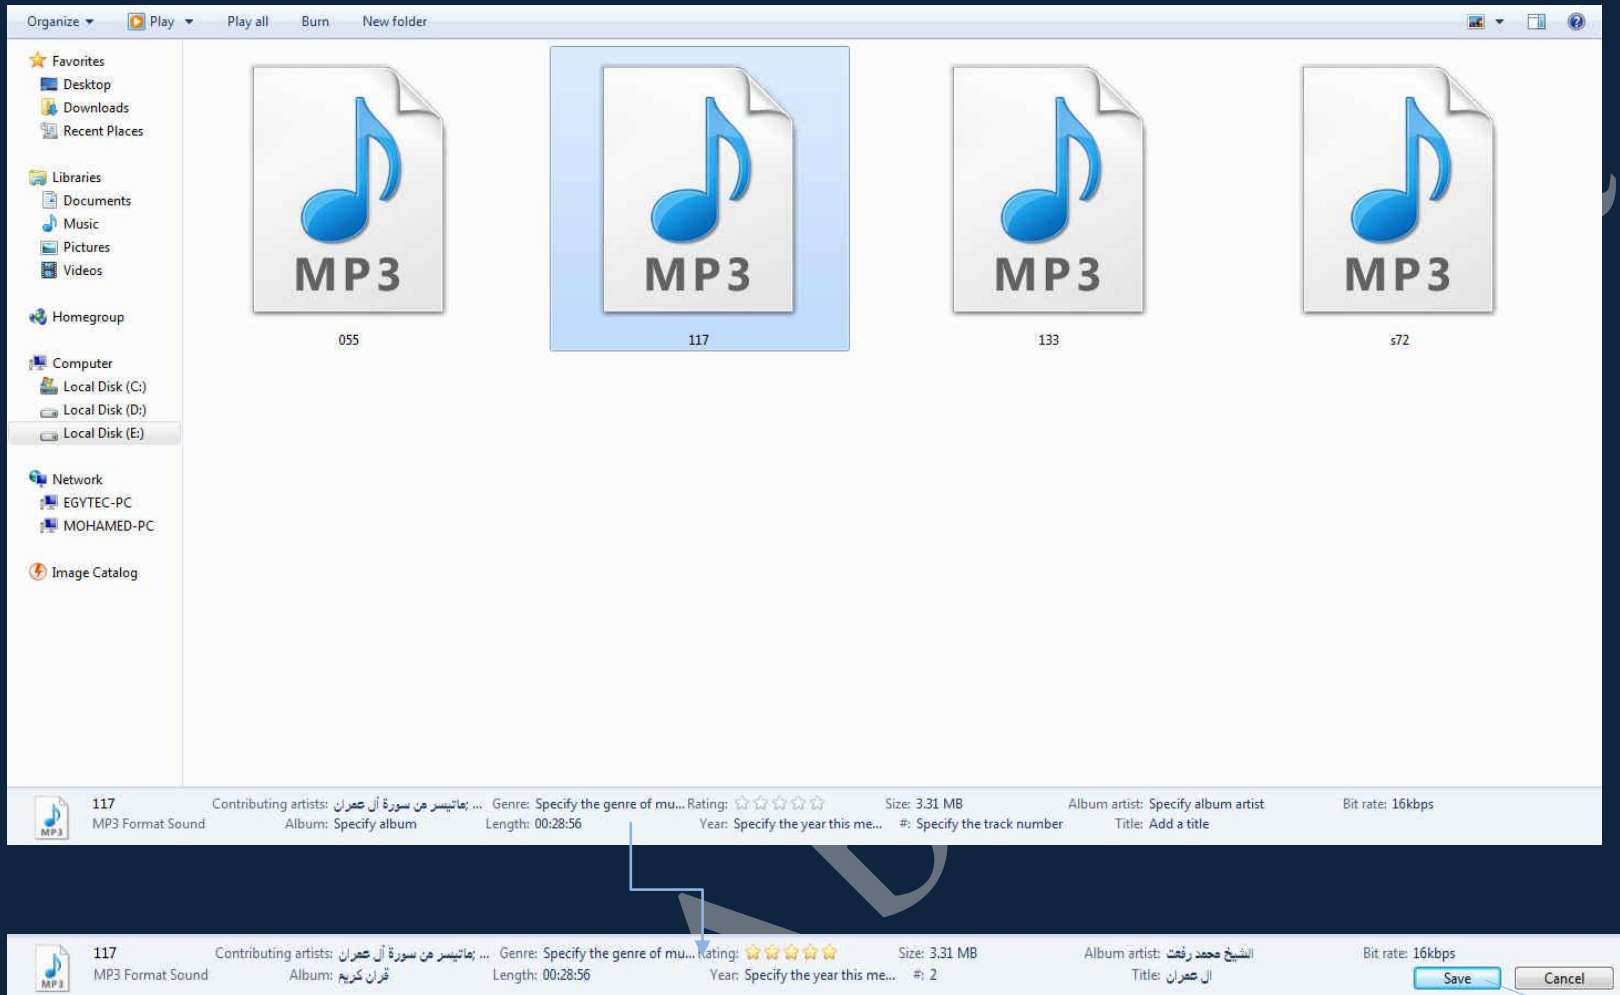 Organize Play Play all Burn New folder
Favorites
Desktop
Downloads
Recent Places
Libraries
Documents
Music
Pictures
Videos
Homegroup
Computer
Local Disk (C:)
Local Disk (D:)
Local Disk (E:)
Network
EGYTEC-PC
MOHAMED-PC
Image Catalog
MP3 MP3 MP3 MP3
055 117 133 s72
MP3
117 Contributing artists: ماتيسر من سورة آل عمران; ... Genre: Specify the genre of mu... Rating: Size: 3.31 MB Album artist: Specify album artist Bit rate: 16kbps
MP3 Format Sound Album: Specify album Length: 00:28:56 Year: Specify the year this me... #: Specify the track number Title: Add a title
MP3
117 Contributing artists: ماتيسر من سورة آل عمران; ... Genre: Specify the genre of mu... Rating: Size: 3.31 MB Album artist: الشيخ محمد رفعت Bit rate: 16kbps
MP3 Format Sound Album: قرآن كريم Length: 00:28:56 Year: Specify the year this me... #: 2 Title: ال عمران Save Cancel